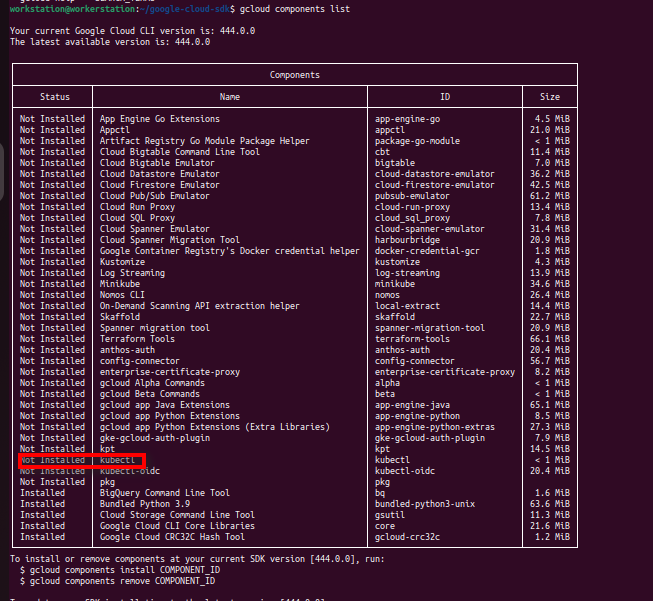 workstation@workerstation:~/google-cloud-sdk$ gcloud components list
Your current Google Cloud CLI version is: 444.0.0
The latest available version is: 444.0.0
Components
Status Name ID Size
Not Installed App Engine Go Extensions app-engine-go 4.5 MiB
Not Installed Appctl appctl 21.0 MiB
Not Installed Artifact Registry Go Module Package Helper package-go-module < 1 MiB
Not Installed Cloud Bigtable Command Line Tool cbt 11.4 MiB
Not Installed Cloud Bigtable Emulator bigtable 7.0 MiB
Not Installed Cloud Datastore Emulator cloud-datastore-emulator 36.2 MiB
Not Installed Cloud Firestore Emulator cloud-firestore-emulator 42.5 MiB
Not Installed Cloud Pub/Sub Emulator pubsub-emulator 61.2 MiB
Not Installed Cloud Run Proxy cloud-run-proxy 13.4 MiB
Not Installed Cloud SQL Proxy cloud_sql_proxy 7.8 MiB
Not Installed Cloud Spanner Emulator cloud-spanner-emulator 31.4 MiB
Not Installed Cloud Spanner Migration Tool harbourbridge 20.9 MiB
Not Installed Google Container Registry's Docker credential helper docker-credential-gcr 1.8 MiB
Not Installed Kustomize kustomize 4.3 MiB
Not Installed Log Streaming log-streaming 13.9 MiB
Not Installed Minikube minikube 34.6 MiB
Not Installed Nomos CLI nomos 26.4 MiB
Not Installed On-Demand Scanning API extraction helper local-extract 14.4 MiB
Not Installed Skaffold skaffold 22.7 MiB
Not Installed Spanner migration tool spanner-migration-tool 20.9 MiB
Not Installed Terraform Tools terraform-tools 66.1 MiB
Not Installed anthos-auth anthos-auth 20.4 MiB
Not Installed config-connector config-connector 56.7 MiB
Not Installed enterprise-certificate-proxy enterprise-certificate-proxy 8.2 MiB
Not Installed gcloud Alpha Commands alpha < 1 MiB
Not Installed gcloud Beta Commands beta < 1 MiB
Not Installed gcloud app Java Extensions app-engine-java 65.1 MiB
Not Installed gcloud app Python Extensions app-engine-python 8.5 MiB
Not Installed gcloud app Python Extensions (Extra Libraries) app-engine-python-extras 27.3 MiB
Not Installed gke-gcloud-auth-plugin gke-gcloud-auth-plugin 7.9 MiB
Not Installed kpt kpt 14.5 MiB
Not Installed kubectl kubectl < 1 MiB
Not Installed kubectl-oidc kubectl-oidc 20.4 MiB
Not Installed pkg pkg
Installed BigQuery Command Line Tool bq 1.6 MiB
Installed Bundled Python 3.9 bundled-python3-unix 63.6 MiB
Installed Cloud Storage Command Line Tool gsutil 11.3 MiB
Installed Google Cloud CLI Core Libraries core 21.6 MiB
Installed Google Cloud CRC32C Hash Tool gcloud-crc32c 1.2 MiB
To install or remove components at your current SDK version [444.0.0], run:
$ gcloud components install COMPONENT_ID
$ gcloud components remove COMPONENT_ID